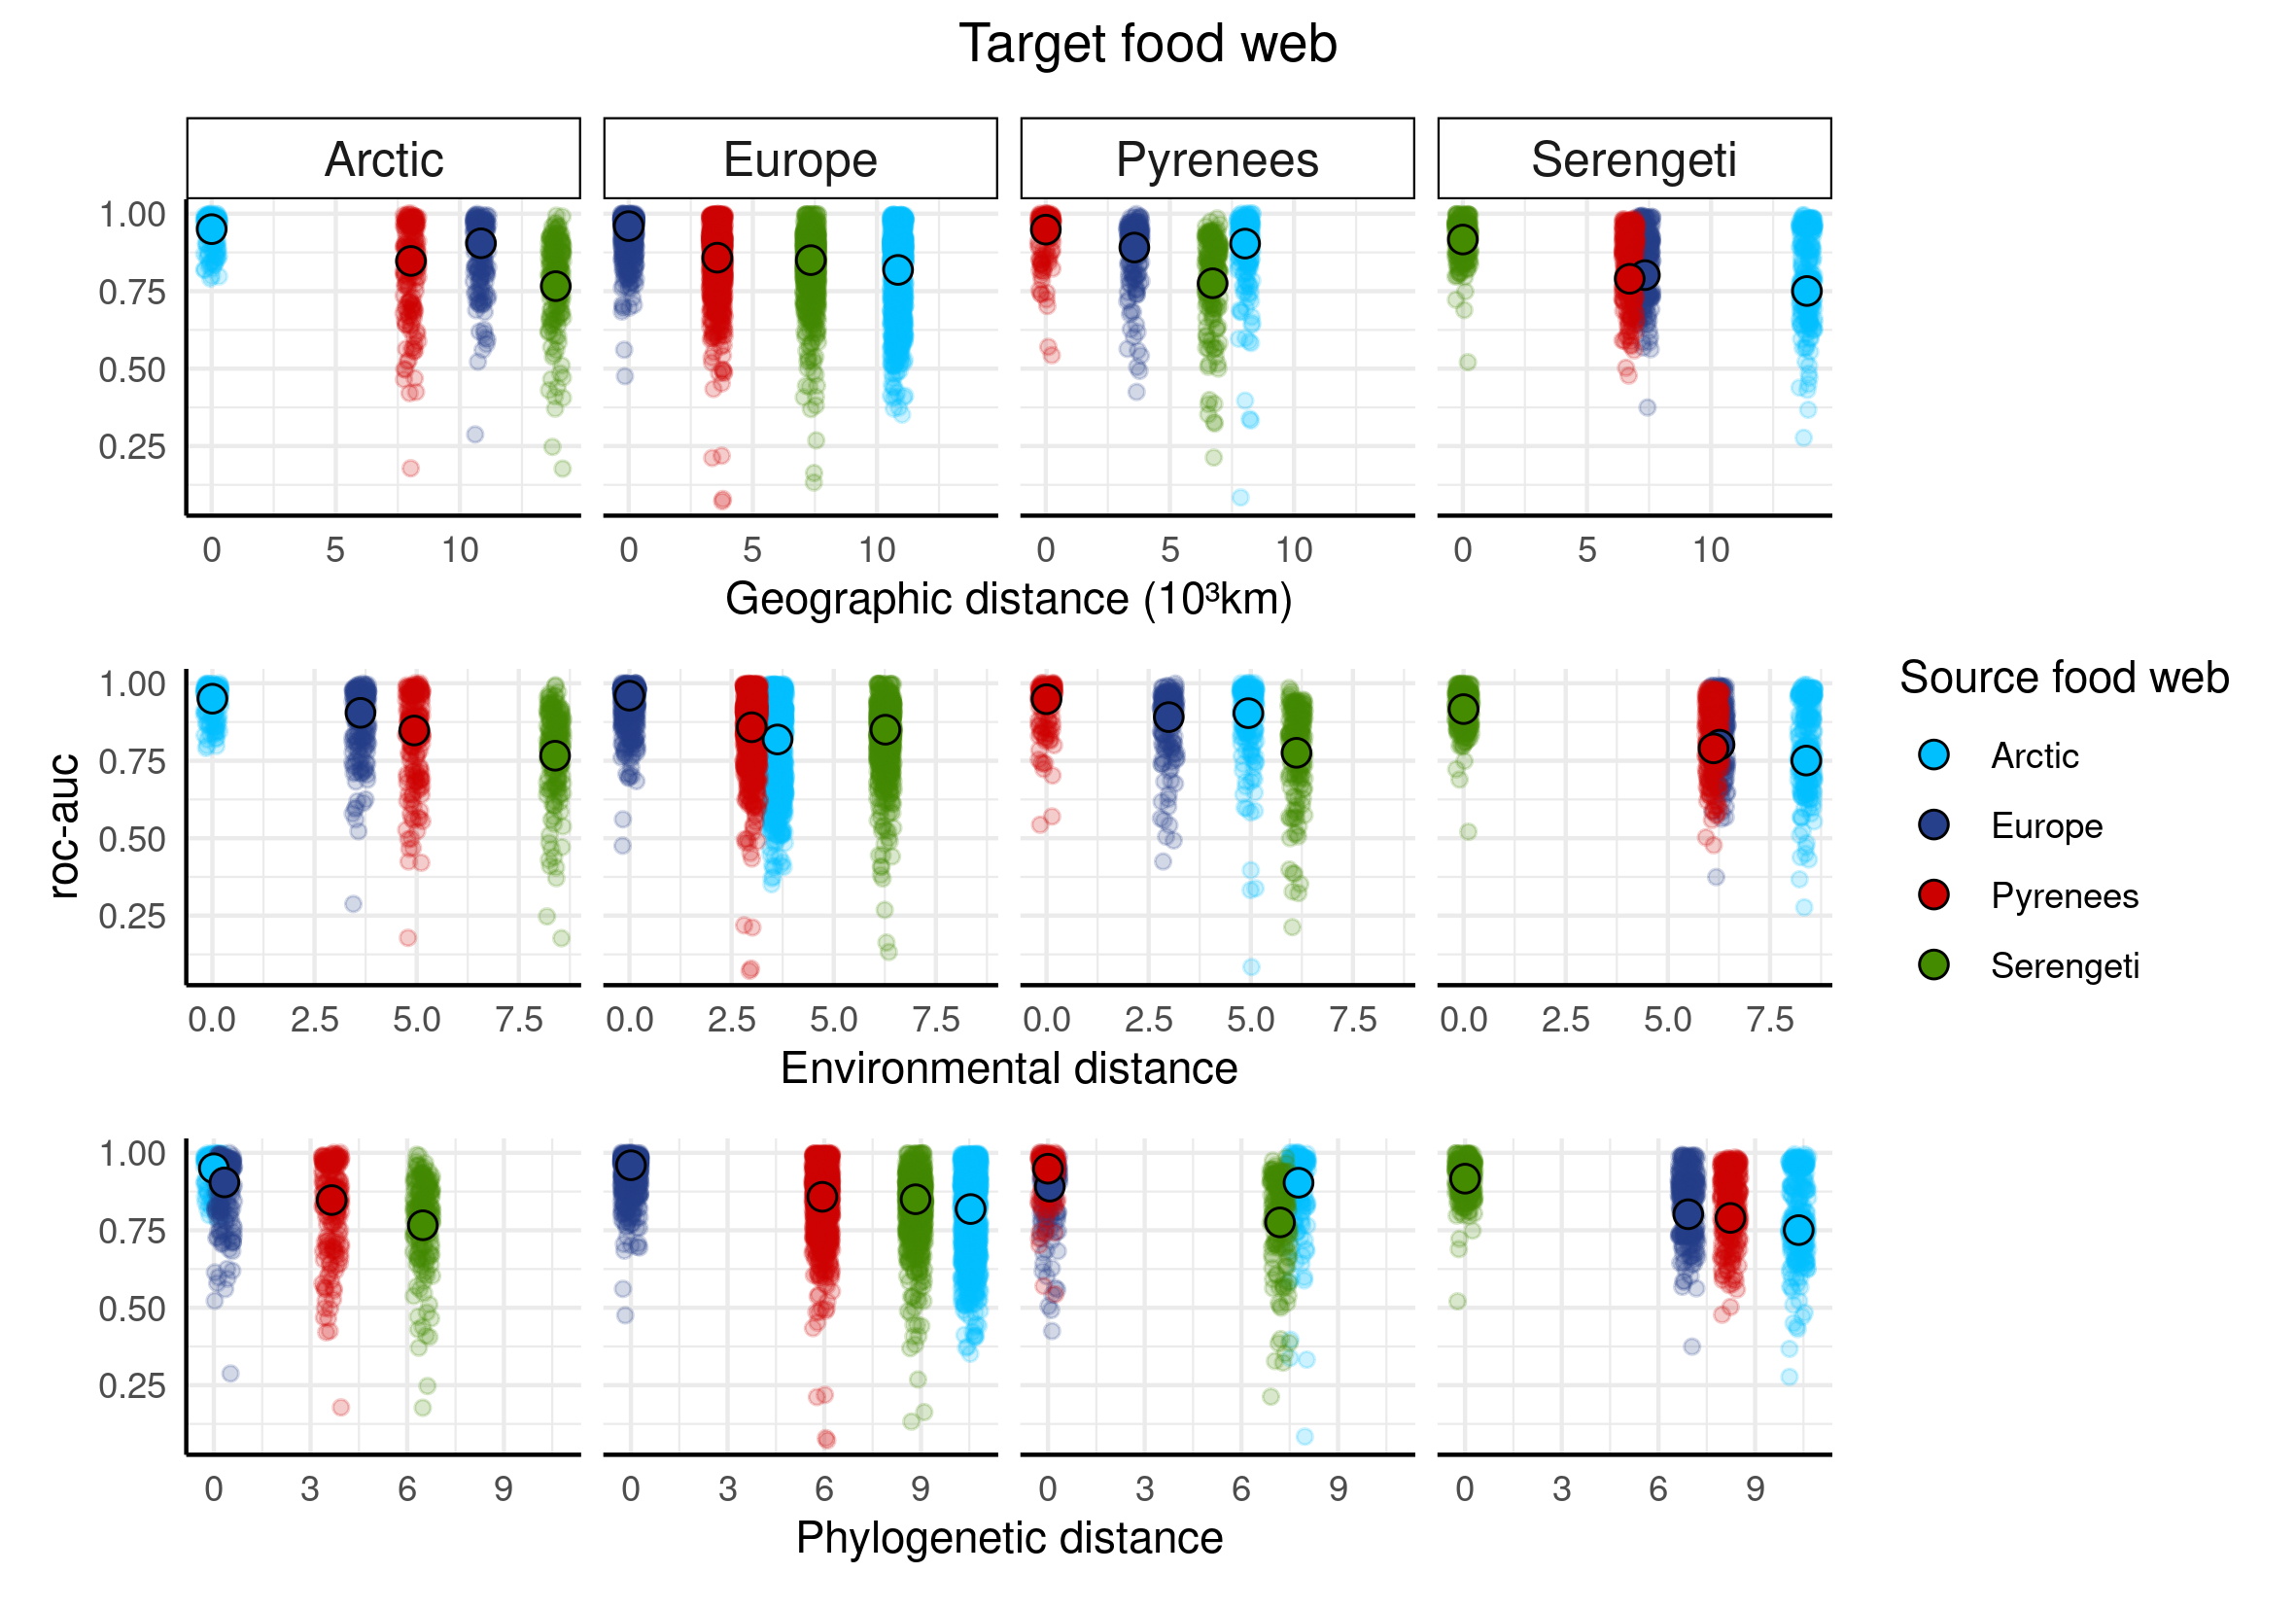 Target food web
Arctic Europe Pyrenees Serengeti
1.00
0.75
0.50
0.25
0 5 10 0 5 10 0 5 10 0 5 10
Geographic distance (10³km)
1.00
0.75
0.50
0.25
0.0 2.5 5.0 7.5 0.0 2.5 5.0 7.5 0.0 2.5 5.0 7.5 0.0 2.5 5.0 7.5
Environmental distance
1.00
0.75
0.50
0.25
0 3 6 9 0 3 6 9 0 3 6 9 0 3 6 9
Phylogenetic distance
roc-auc
Source food web
Arctic
Europe
Pyrenees
Serengeti